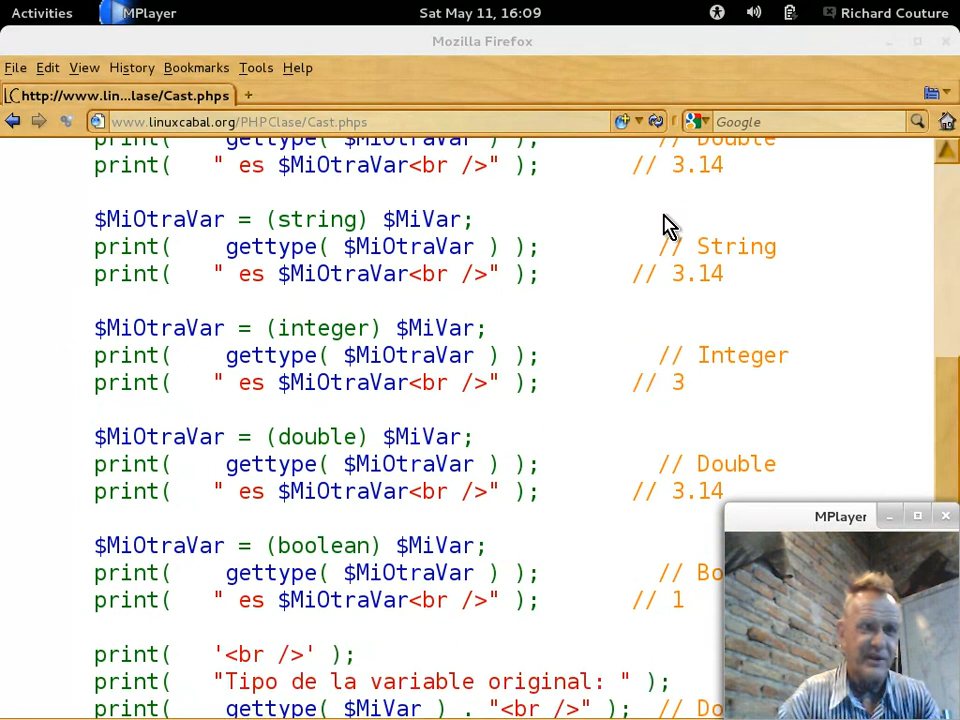 Activities MPlayer Sat May 11, 16:09 Richard Couture
Mozilla Firefox
File Edit View History Bookmarks Tools Help
http://www.lin...lase/Cast.phps +
www.linuxcabal.org/PHPClase/Cast.phps Google
print( gettype( $MiOtraVar ) ); // Double
print( " es $MiOtraVar<br />" ); // 3.14
$MiOtraVar = (string) $MiVar;
print( gettype( $MiOtraVar ) ); // String
print( " es $MiOtraVar<br />" ); // 3.14
$MiOtraVar = (integer) $MiVar;
print( gettype( $MiOtraVar ) ); // Integer
print( " es $MiOtraVar<br />" ); // 3
$MiOtraVar = (double) $MiVar;
print( gettype( $MiOtraVar ) ); // Double
print( " es $MiOtraVar<br />" ); // 3.14
MPlayer
$MiOtraVar = (boolean) $MiVar;
print( gettype( $MiOtraVar ) ); // Bo
print( " es $MiOtraVar<br />" ); // 1
print( '<br />' );
print( "Tipo de la variable original: " );
print( gettype( $MiVar ) . "<br />" ); // Do